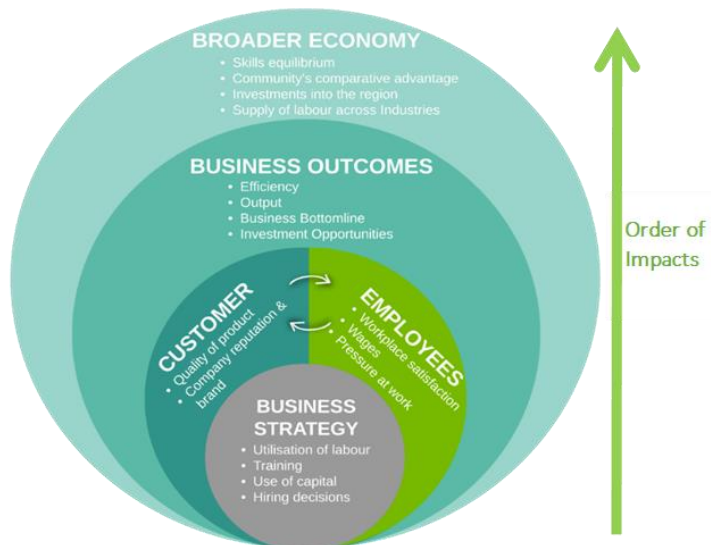 BROADER ECONOMY
• Skills equilibrium
• Community's comparative advantage
• Investments into the region
• Supply of labour across Industries
BUSINESS OUTCOMES
• Efficiency
• Output
• Business Bottomline
• Investment Opportunities
CUSTOMER
• Quality of product
• Company reputation &
brand
EMPLOYEES
• Workplace satisfaction
• Wages
• Pressure at work
BUSINESS
STRATEGY
• Utilisation of labour
• Training
• Use of capital
• Hiring decisions
Order of
Impacts